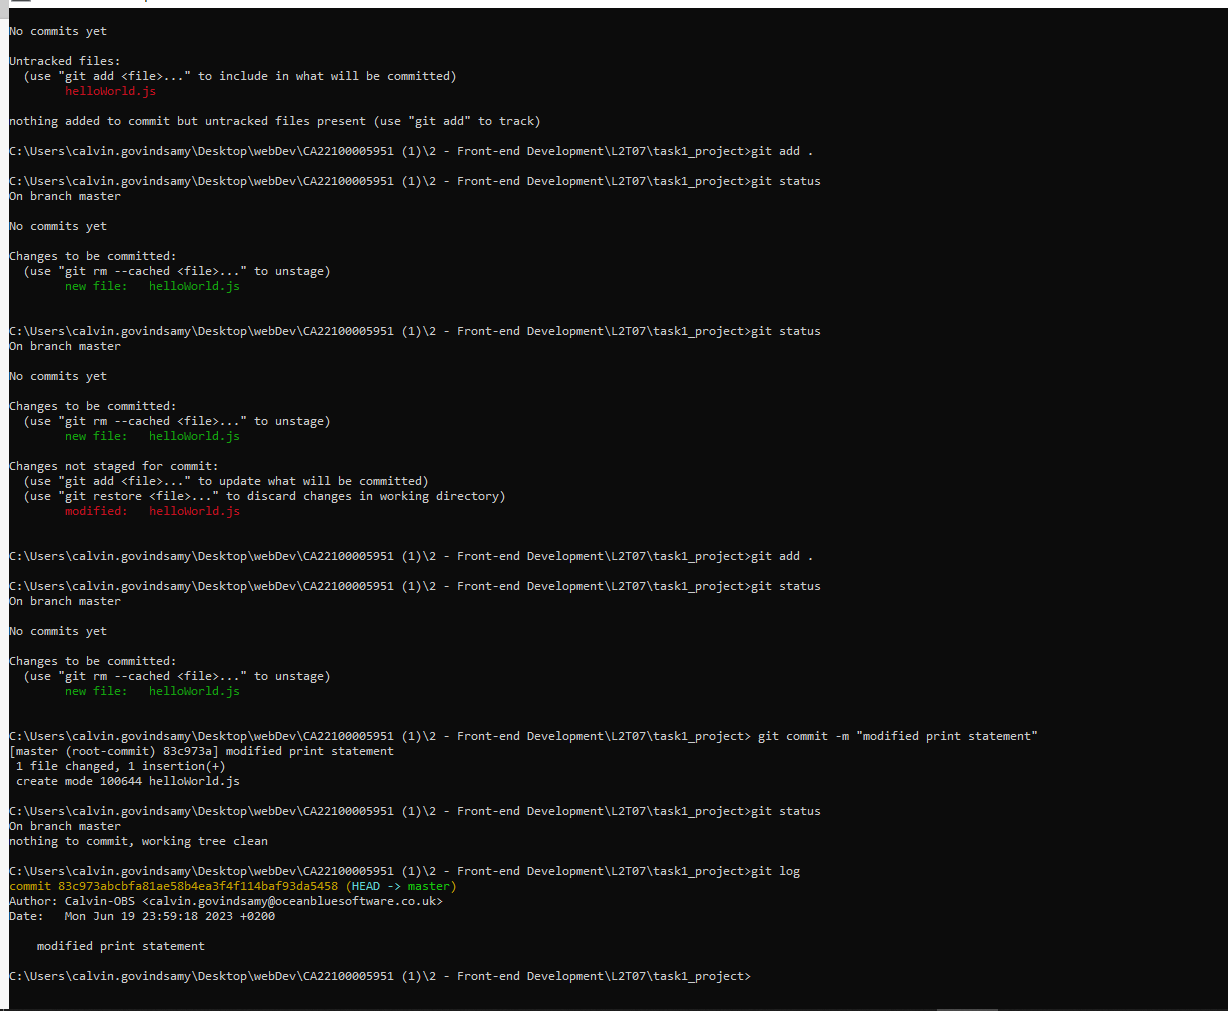 No commits yet
Untracked files:
  (use "git add <file>..." to include in what will be committed)
        helloWorld.js
nothing added to commit but untracked files present (use "git add" to track)
C:\Users\calvin.govindsamy\Desktop\webDev\CA22100005951 (1)\2 - Front-end Development\L2T07\task1_project>git add .
C:\Users\calvin.govindsamy\Desktop\webDev\CA22100005951 (1)\2 - Front-end Development\L2T07\task1_project>git status
On branch master
No commits yet
Changes to be committed:
  (use "git rm --cached <file>..." to unstage)
        new file:   helloWorld.js
C:\Users\calvin.govindsamy\Desktop\webDev\CA22100005951 (1)\2 - Front-end Development\L2T07\task1_project>git status
On branch master
No commits yet
Changes to be committed:
  (use "git rm --cached <file>..." to unstage)
        new file:   helloWorld.js
Changes not staged for commit:
  (use "git add <file>..." to update what will be committed)
  (use "git restore <file>..." to discard changes in working directory)
        modified:   helloWorld.js
C:\Users\calvin.govindsamy\Desktop\webDev\CA22100005951 (1)\2 - Front-end Development\L2T07\task1_project>git add .
C:\Users\calvin.govindsamy\Desktop\webDev\CA22100005951 (1)\2 - Front-end Development\L2T07\task1_project>git status
On branch master
No commits yet
Changes to be committed:
  (use "git rm --cached <file>..." to unstage)
        new file:   helloWorld.js
C:\Users\calvin.govindsamy\Desktop\webDev\CA22100005951 (1)\2 - Front-end Development\L2T07\task1_project> git commit -m "modified print statement"
[master (root-commit) 83c973a] modified print statement
 1 file changed, 1 insertion(+)
 create mode 100644 helloWorld.js
C:\Users\calvin.govindsamy\Desktop\webDev\CA22100005951 (1)\2 - Front-end Development\L2T07\task1_project>git status
On branch master
nothing to commit, working tree clean
C:\Users\calvin.govindsamy\Desktop\webDev\CA22100005951 (1)\2 - Front-end Development\L2T07\task1_project>git log
commit 83c973abcbfa81ae58b4ea3f4f114baf93da5458 (HEAD -> master)
Author: Calvin-OBS <calvin.govindsamy@oceanbluesoftware.co.uk>
Date:   Mon Jun 19 23:59:18 2023 +0200
    modified print statement
C:\Users\calvin.govindsamy\Desktop\webDev\CA22100005951 (1)\2 - Front-end Development\L2T07\task1_project>